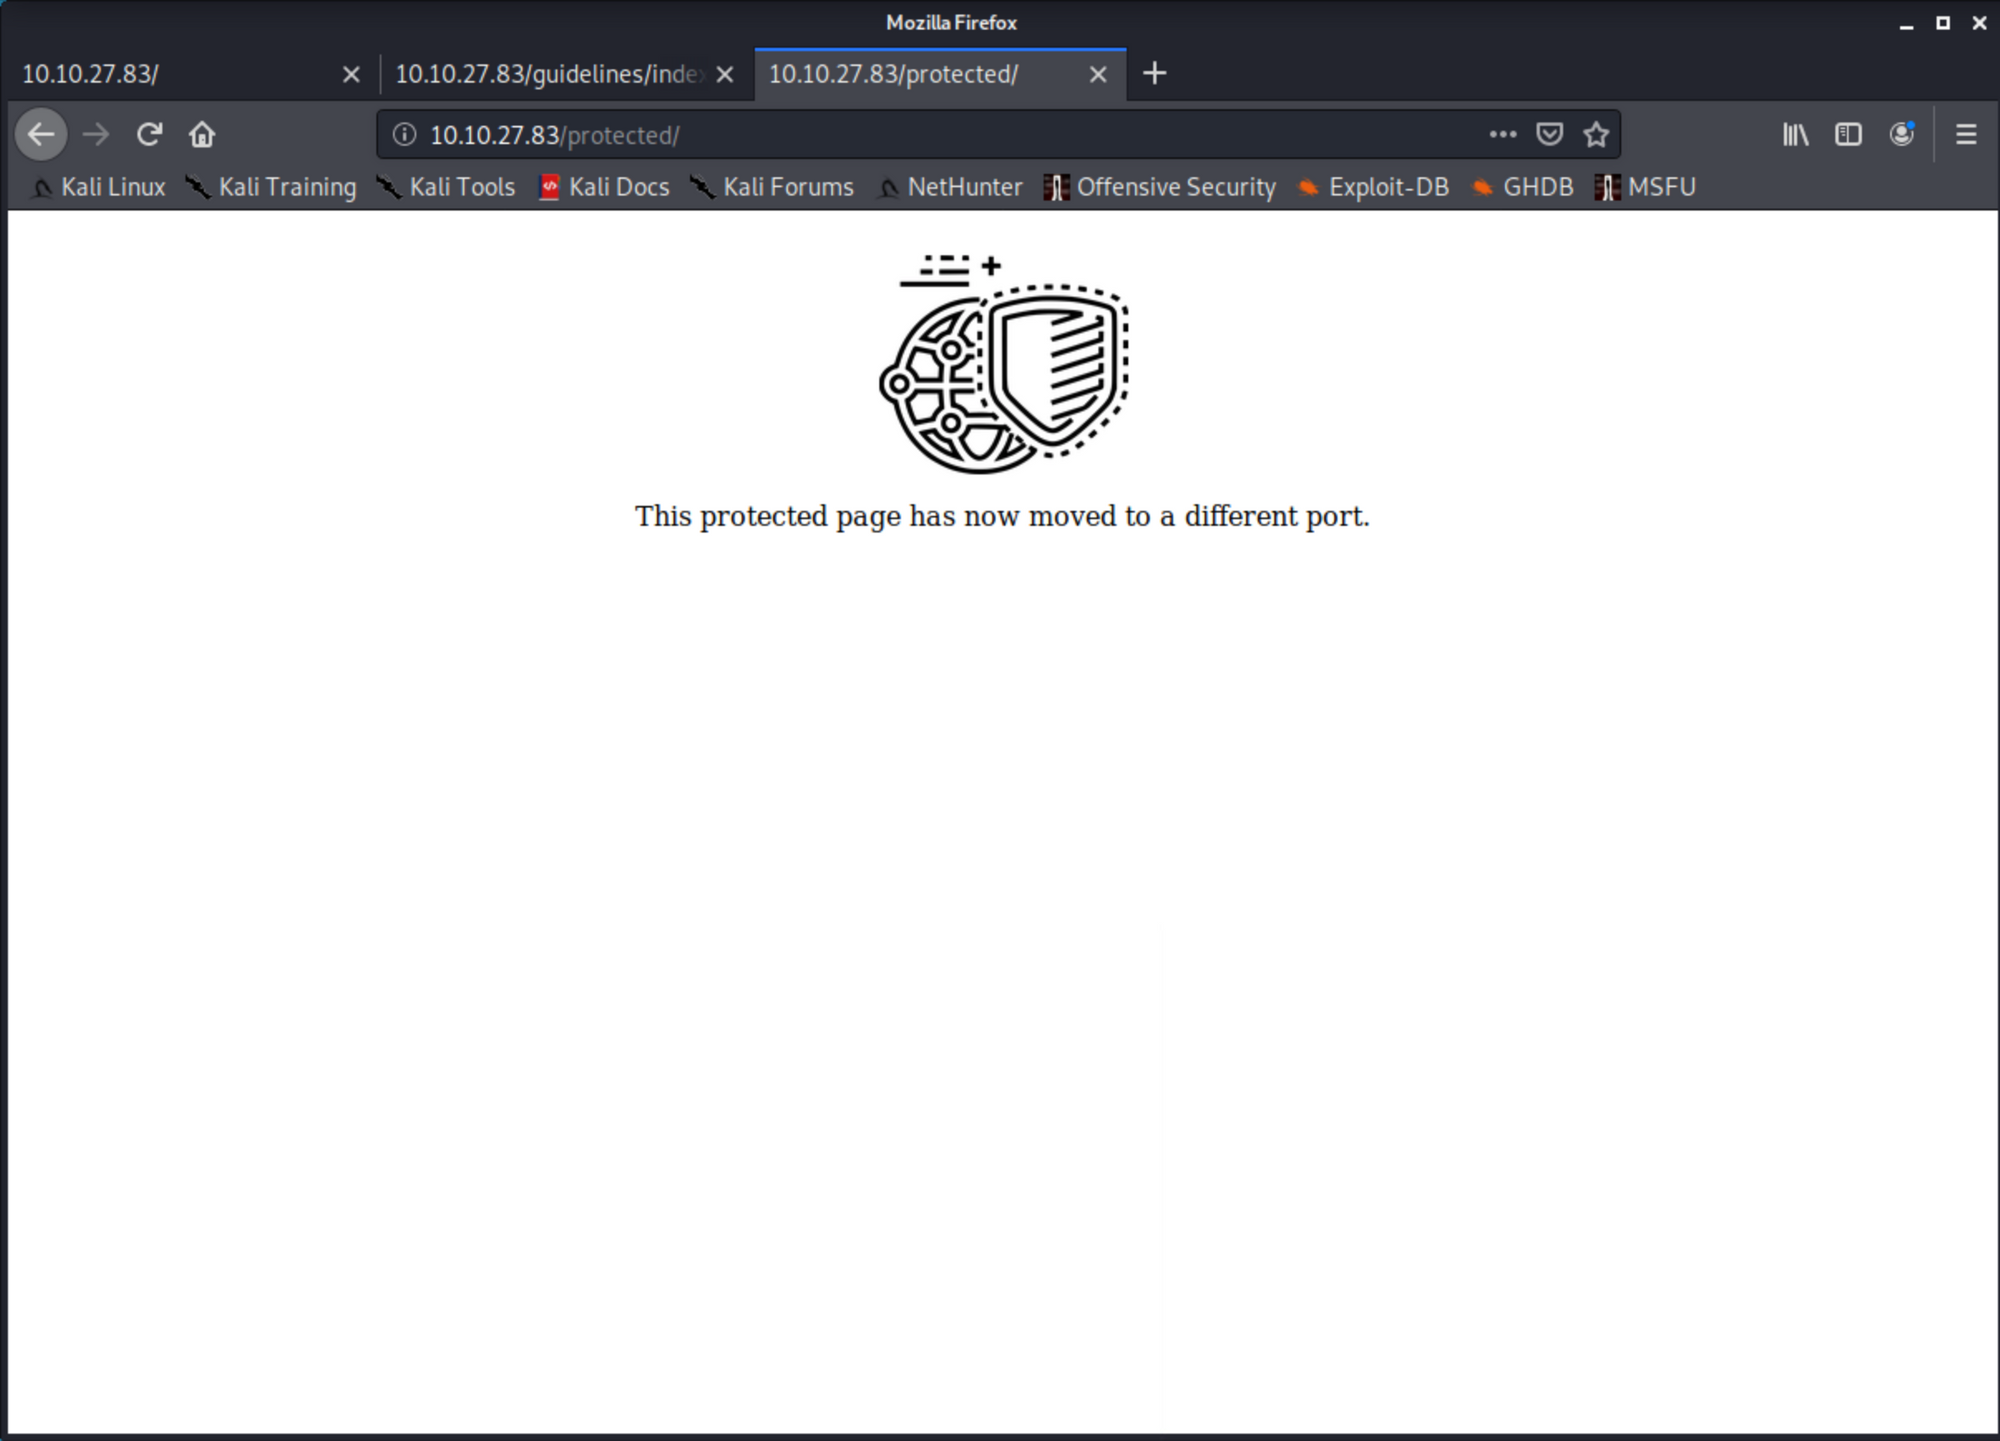 Mozilla Firefox
10.10.27.83/ 10.10.27.83/guidelines/inde 10.10.27.83/protected/
10.10.27.83/protected/
Kali Linux Kali Training Kali Tools Kali Docs Kali Forums NetHunter Offensive Security Exploit-DB GHDB MSFU
This protected page has now moved to a different port.